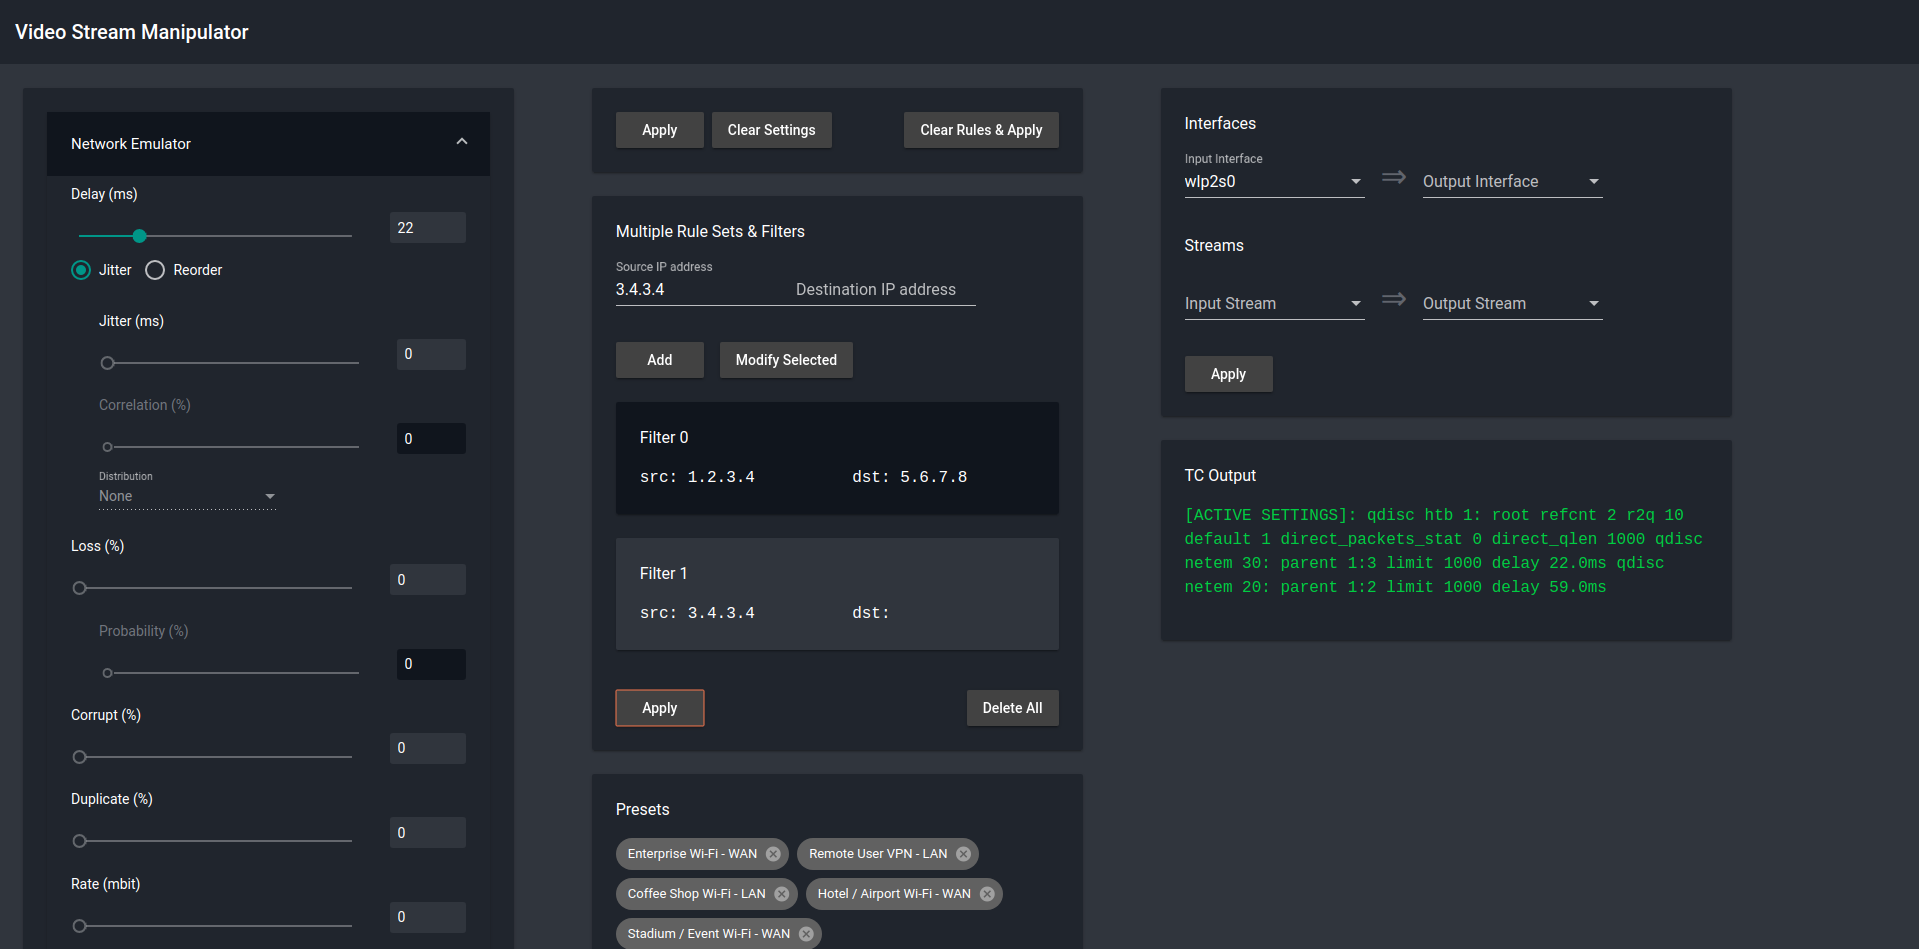 Video Stream Manipulator
Network Emulator
Delay (ms)
22
Jitter
Reorder
Jitter (ms)
0
Correlation (%)
0
Distribution
None
Loss (%)
0
Probability (%)
0
Corrupt (%)
0
Duplicate (%)
0
Rate (mbit)
0
Apply
Clear Settings
Clear Rules & Apply
Multiple Rule Sets & Filters
Source IP address
3.4.3.4
Destination IP address
Add
Modify Selected
Filter 0
src: 1.2.3.4
dst: 5.6.7.8
Filter 1
src: 3.4.3.4
dst:
Apply
Delete All
Presets
Enterprise Wi-Fi - WAN
Remote User VPN - LAN
Coffee Shop Wi-Fi - LAN
Hotel / Airport Wi-Fi - WAN
Stadium / Event Wi-Fi - WAN
Interfaces
Input Interface
wlp2s0
Output Interface
Streams
Input Stream
Output Stream
Apply
TC Output
[ACTIVE SETTINGS]: qdisc htb 1: root refcnt 2 r2q 10
default 1 direct_packets_stat 0 direct_qlen 1000 qdisc
netem 30: parent 1:3 limit 1000 delay 22.0ms qdisc
netem 20: parent 1:2 limit 1000 delay 59.0ms